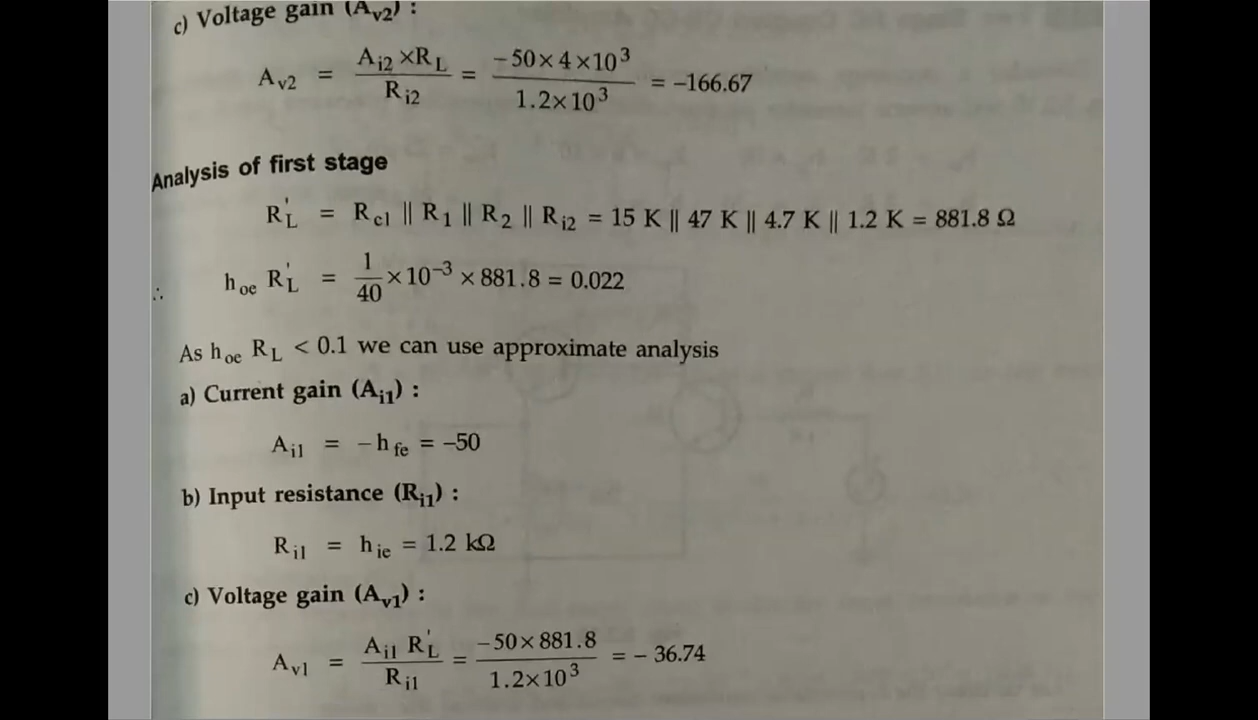 c) Voltage gain (Av2) :
Av2 = Ai2 ×RL / Ri2 = −50×4×10³ / 1.2×10³ = −166.67
Analysis of first stage
R'L = Rc1 || R1 || R2 || Ri2 = 15 K || 47 K || 4.7 K || 1.2 K = 881.8 Ω
∴ hoe R'L = 1/40 ×10⁻³ ×881.8 = 0.022
As hoe RL < 0.1 we can use approximate analysis
a) Current gain (Ai1) :
Ai1 = −hfe = −50
b) Input resistance (Ri1) :
Ri1 = hie = 1.2 kΩ
c) Voltage gain (Av1) :
Av1 = Ai1 R'L / Ri1 = −50×881.8 / 1.2×10³ = − 36.74